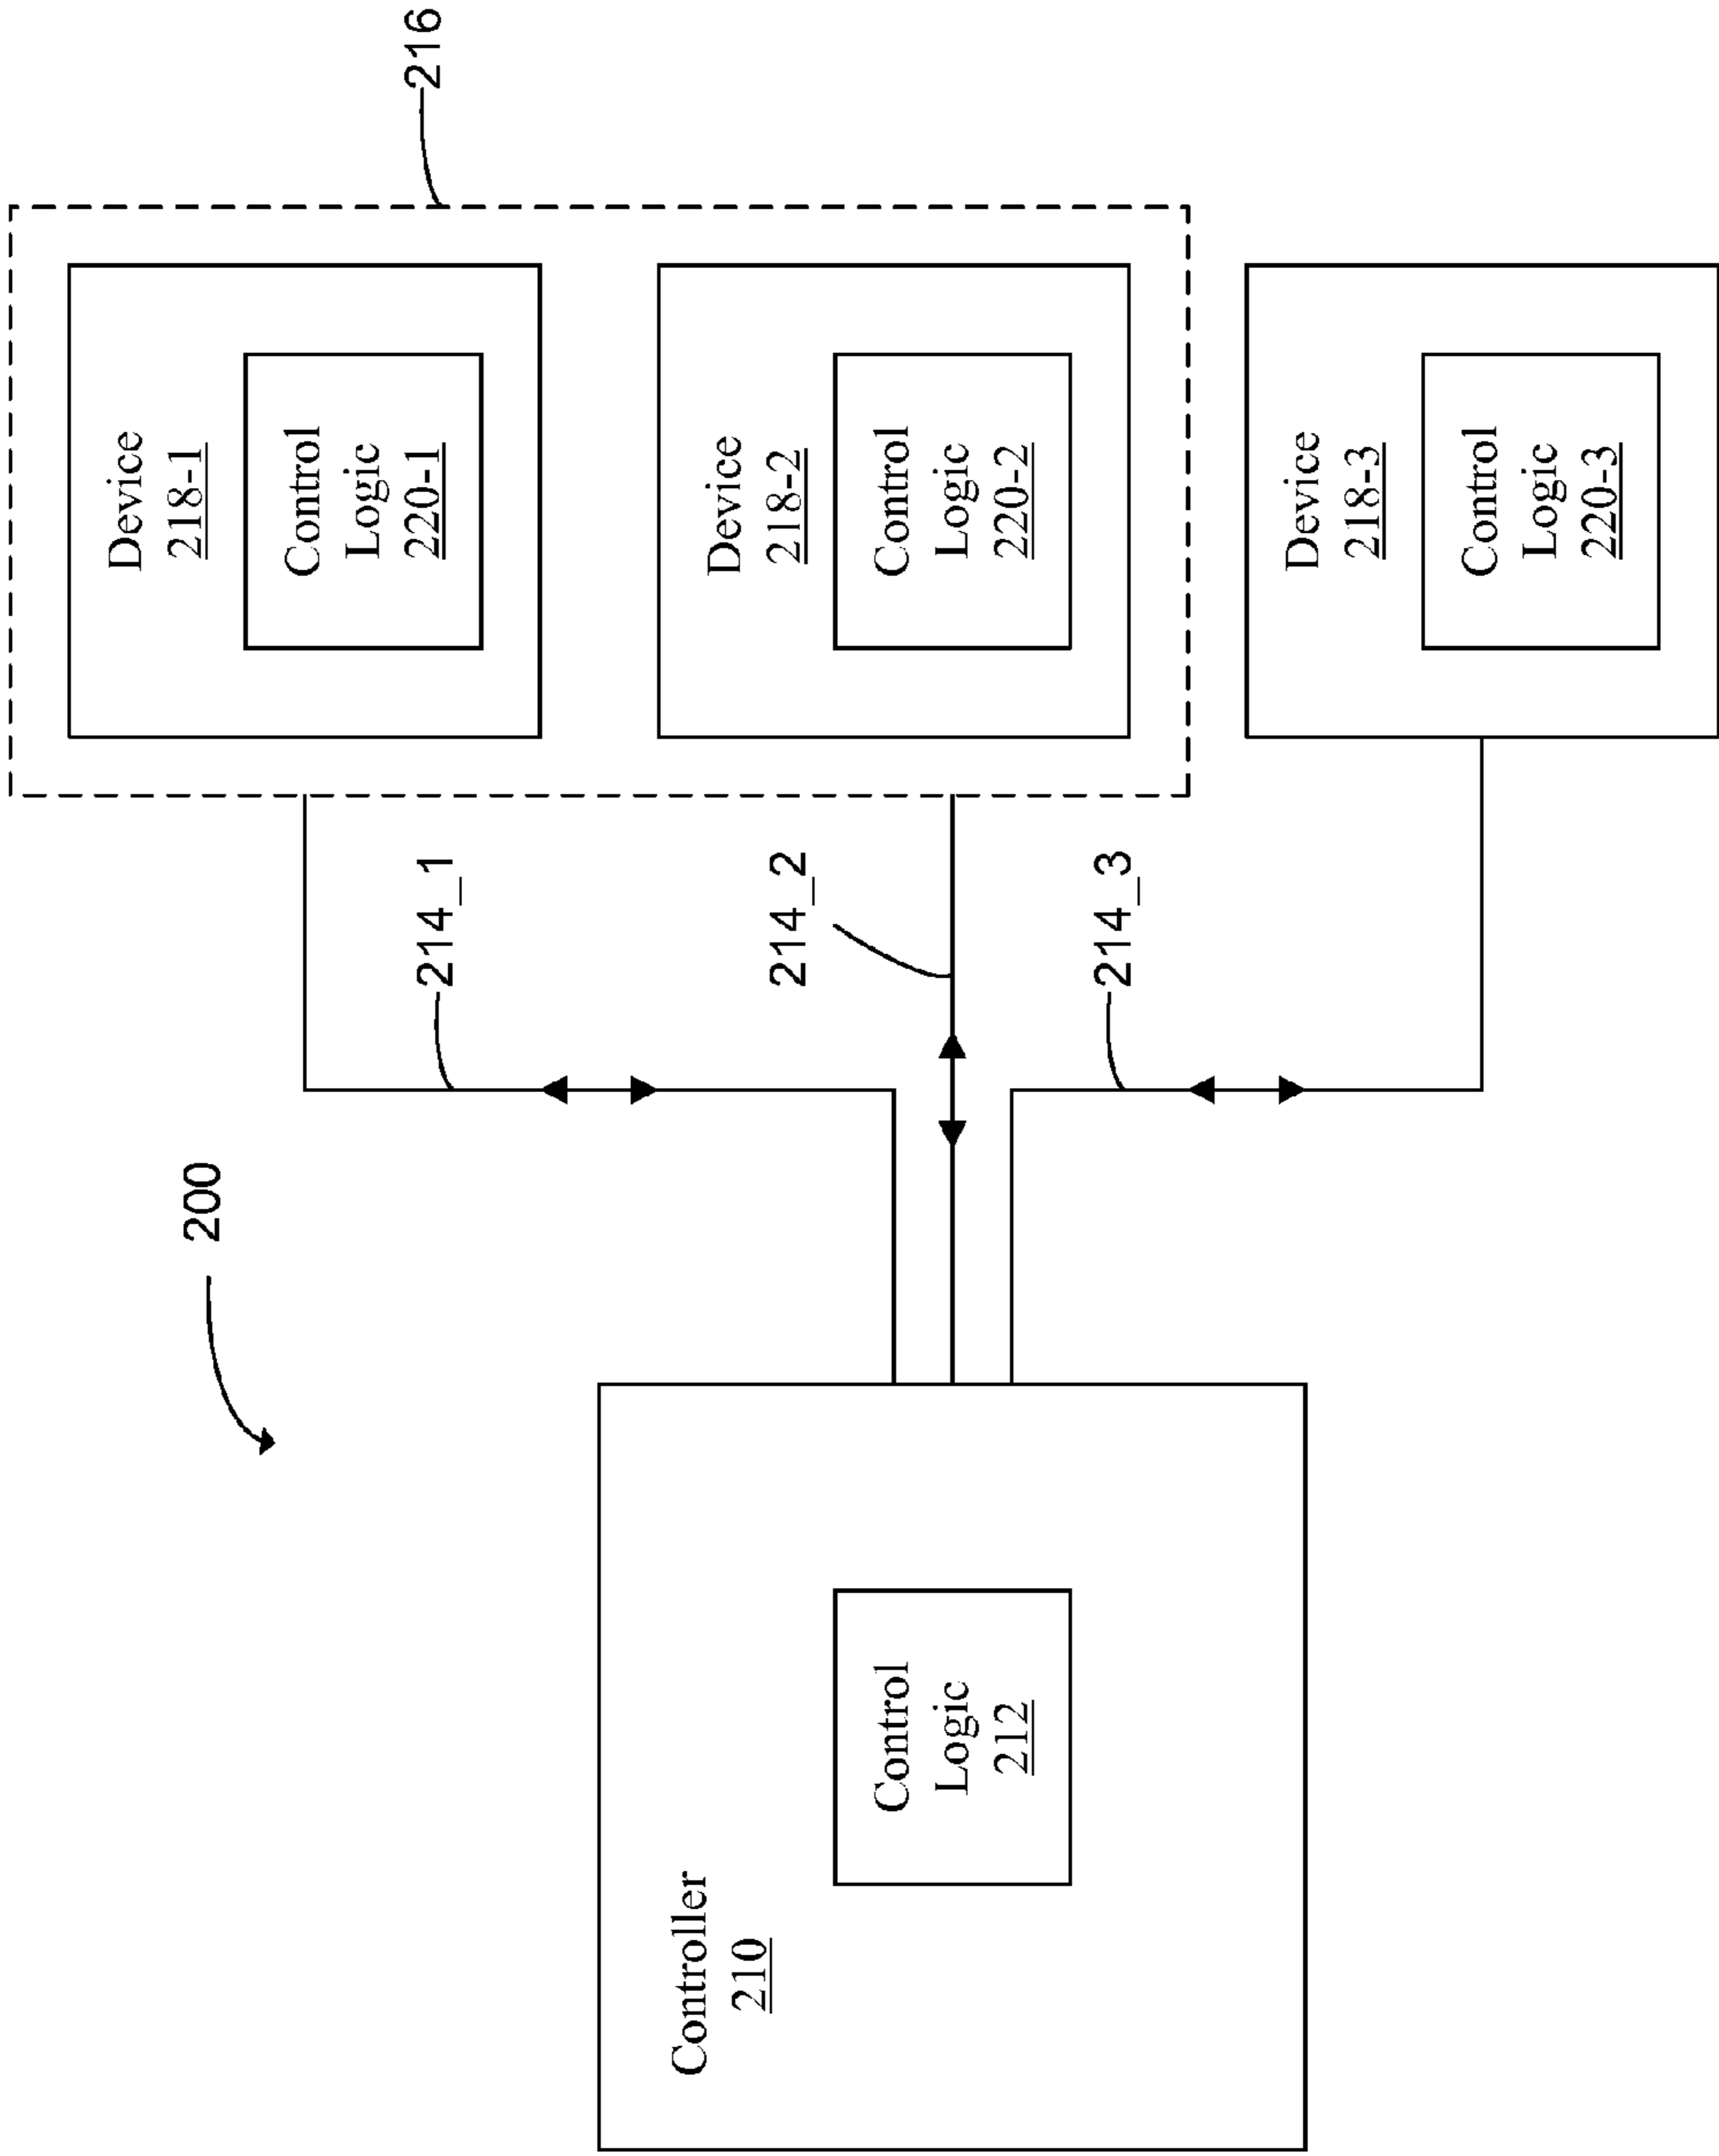 200
Controller
210
Control
Logic
212
214_1
214_2
214_3
216
Device
218-1
Control
Logic
220-1
Device
218-2
Control
Logic
220-2
Device
218-3
Control
Logic
220-3